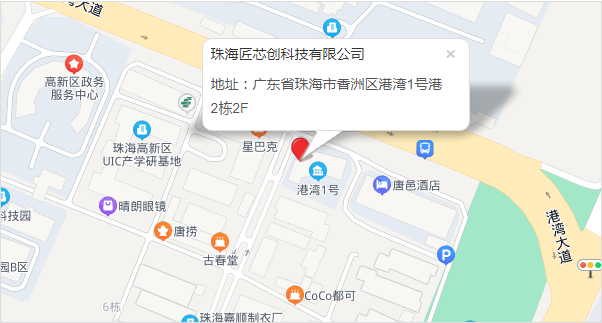 湾大道
珠海匠芯创科技有限公司
地址：广东省珠海市香洲区港湾1号港
2栋2F
高新区政务
服务中心
珠海高新区
UIC产学研基地
星巴克
港湾1号
唐邑酒店
晴朗眼镜
唐捞
古春堂
科技园
园B区
港湾大道
P
CoCo都可
6栋
珠海嘉顺制衣厂